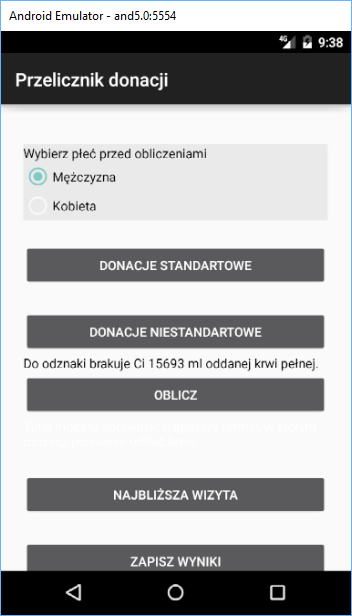 Android Emulator - and5.0:5554
4G 9:38
Przelicznik donacji
Wybierz płeć przed obliczeniami
Mężczyzna
Kobieta
DONACJE STANDARTOWE
DONACJE NIESTANDARTOWE
Do odznaki brakuje Ci 15693 ml oddanej krwi pełnej.
OBLICZ
NAJBLIŻSZA WIZYTA
ZAPISZ WYNIKI